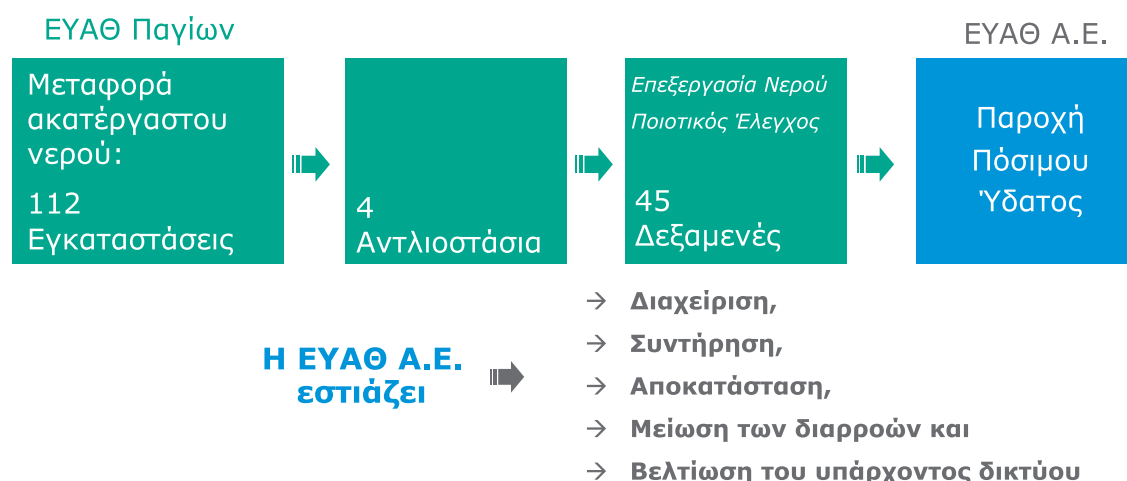 ΕΥΑΘ Παγίων
ΕΥΑΘ Α.Ε.
Μεταφορά
ακατέργαστου
νερού:
112
Εγκαταστάσεις
4
Αντλιοστάσια
Επεξεργασία Νερού
Ποιοτικός Έλεγχος
45
Δεξαμενές
Παροχή
Πόσιμου
Ύδατος
Η ΕΥΑΘ Α.Ε.
εστιάζει
→ Διαχείριση,
→ Συντήρηση,
→ Αποκατάσταση,
→ Μείωση των διαρροών και
→ Βελτίωση του υπάρχοντος δικτύου